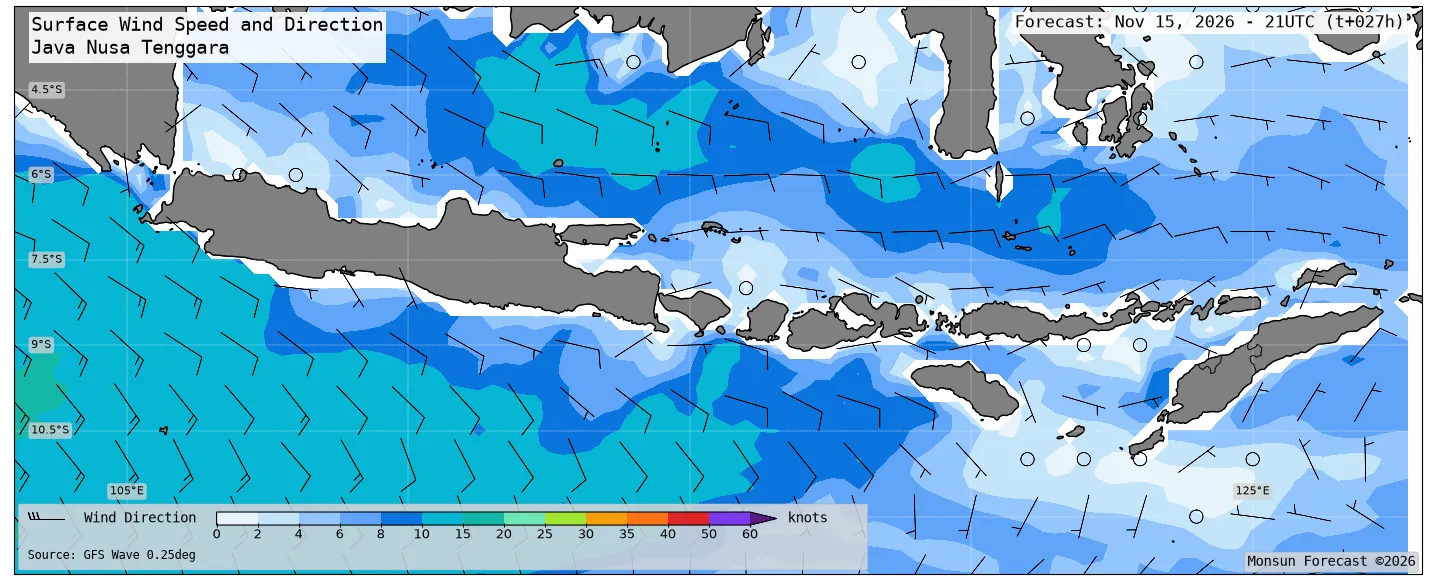 Surface Wind Speed and Direction
Java Nusa Tenggara
Forecast: Nov 15, 2026 - 21UTC (t+027h)
4.5°S
6°S
7.5°S
9°S
10.5°S
105°E
125°E
Wind Direction
0 2 4 6 8 10 15 20 25 30 35 40 50 60
knots
Source: GFS Wave 0.25deg
Monsun Forecast ©2026